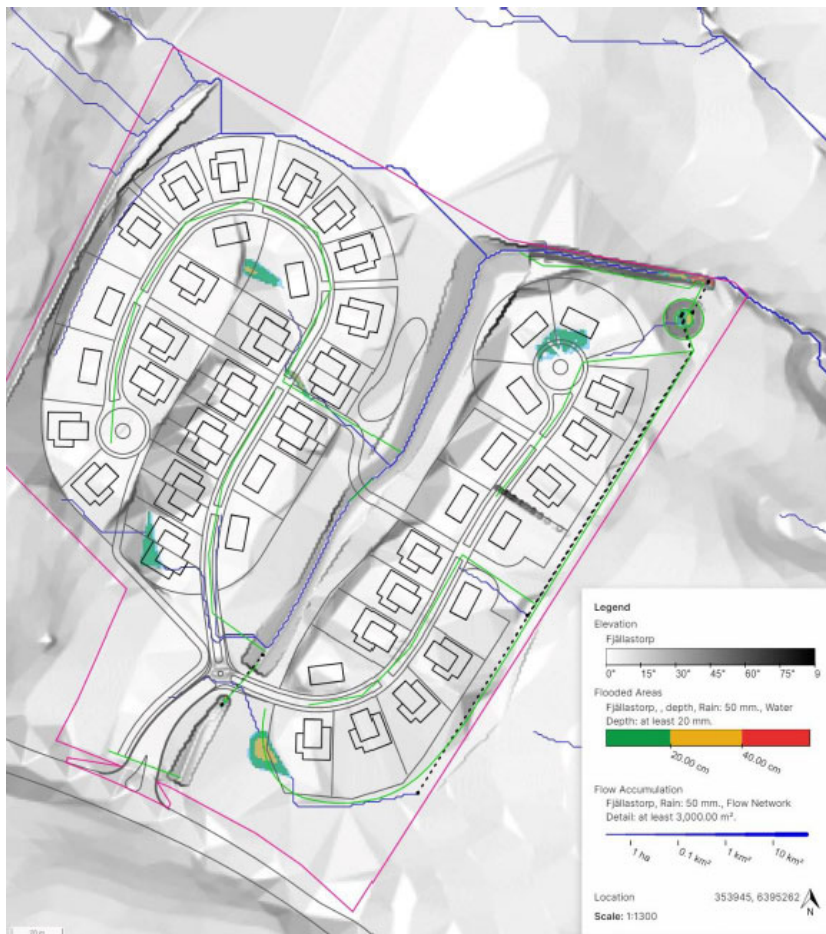 Legend
Elevation
Fjällastorp
0 15° 30° 45° 60° 75° 9
Flooded Areas
Fjällastorp, , depth, Rain: 50 mm., Water
Depth: at least 20 mm.
20.00 cm 40.00 cm
Flow Accumulation
Fjällastorp, Rain: 50 mm., Flow Network
Detail: at least 3,000.00 m².
1 ha 0.1 km² 1 km² 10 km²
Location 353945, 6395262
N
Scale: 1:1300
20 m